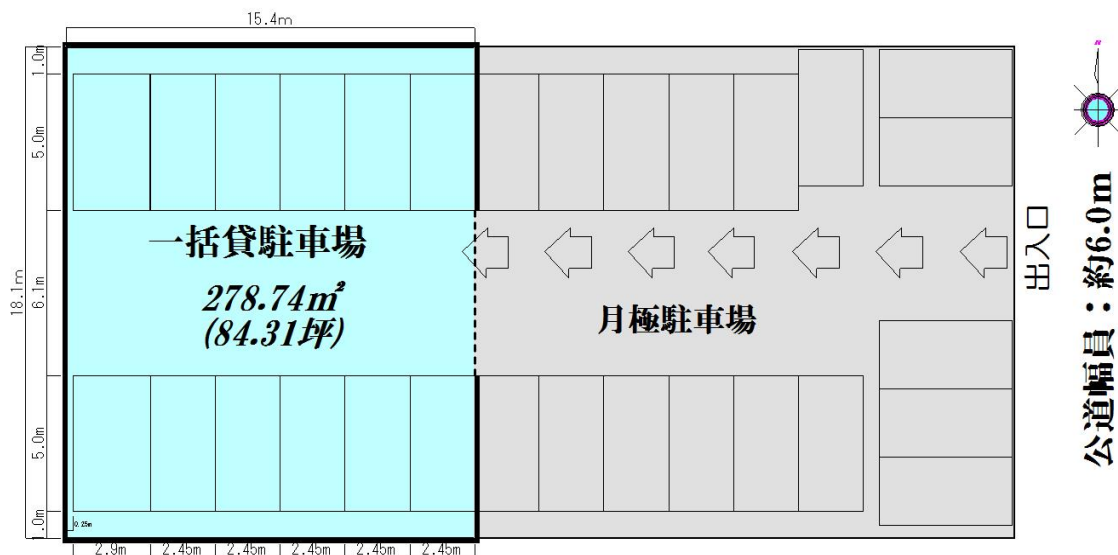 15.4m
1.0m
5.0m
6.1m
18.1m
5.0m
1.0m
一括貸駐車場
278.74㎡
(84.31坪)
月極駐車場
出入口
公道幅員：約6.0m
0.25m
2.9m 2.45m 2.45m 2.45m 2.45m 2.45m